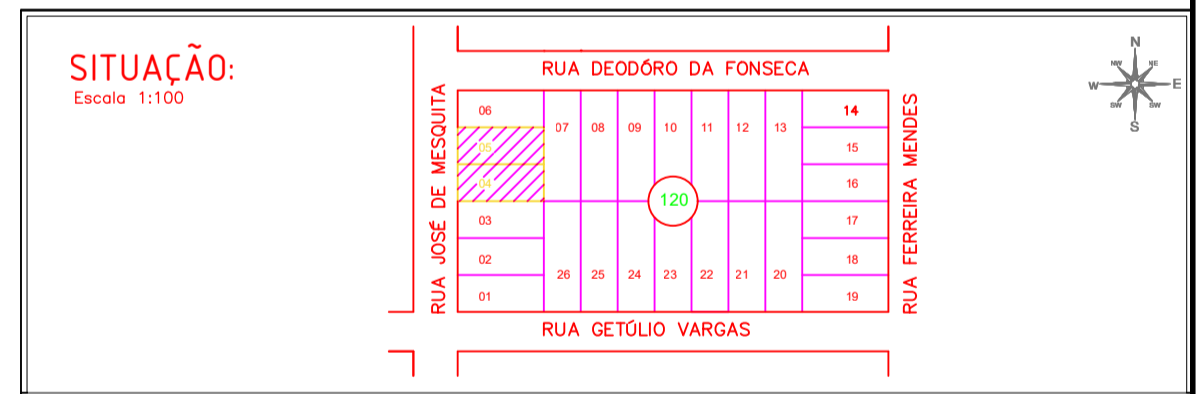 SITUAÇÃO:
Escala 1:100
RUA DEODÓRO DA FONSECA
RUA JOSÉ DE MESQUITA
06
05
04
03
02
01
07 08 09 10 11 12 13
120
26 25 24 23 22 21 20
14
15
16
17
18
19
RUA FERREIRA MENDES
RUA GETÚLIO VARGAS
N
NW NE
W E
SW SW
S